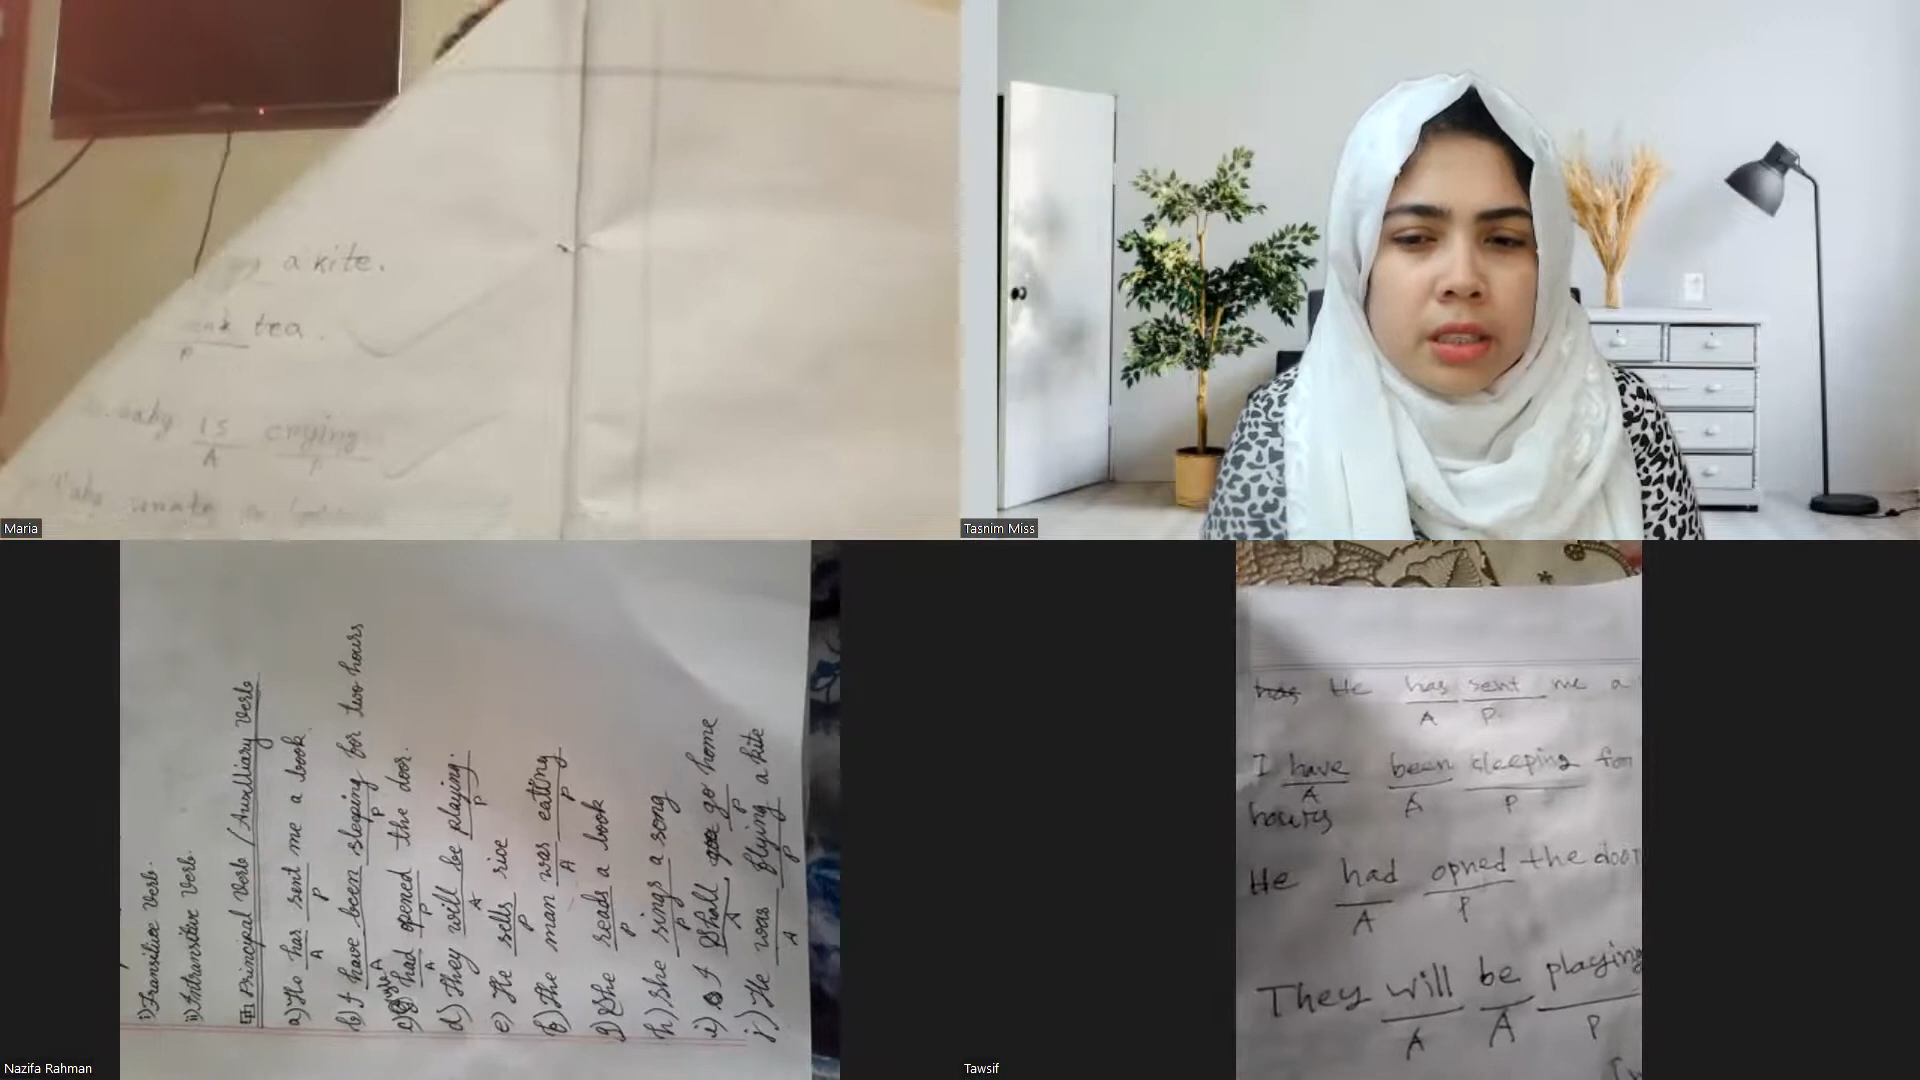 a kite.
tea.
P
baby is crying
A P
Maria
Tasnim Miss
i) Transitive Verb.
ii) Intransitive Verb.
Principal Verb / Auxilliary Verb
a) He has sent me a book.
A P
b) I have been sleeping for two hours
A P
c) had opened the door.
A P
d) They will be playing
A P
e) He sells rice
P
f) The man was eating
A P
g) She reads a book
P
h) she sings a song
P
i) I Shall go home
A P
j) He was flying a kite
A P
Nazifa Rahman
has He has sent me a
A P.
I have been sleeping for
A A P
hours
He had opned the door
A P
They will be playing
A A P
Tawsif